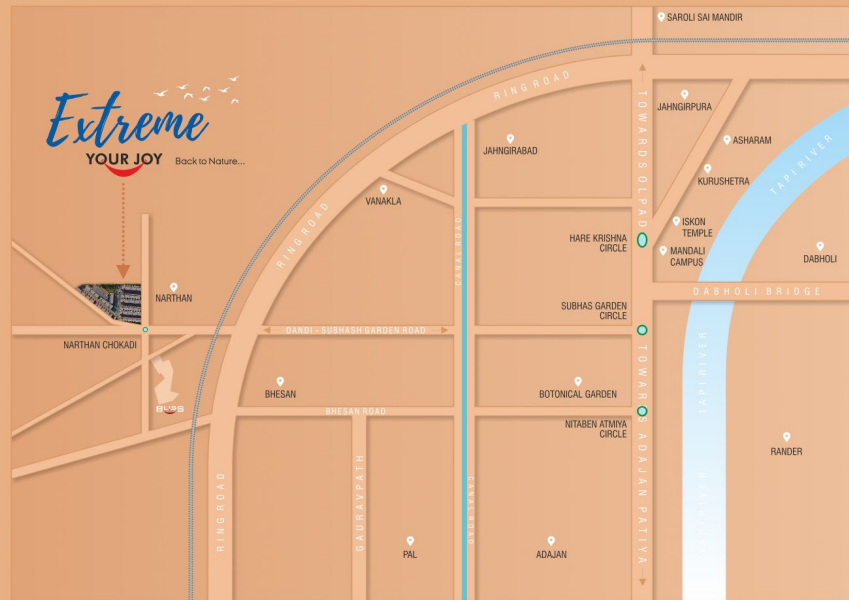 SAROLI SAI MANDIR
RING ROAD
Extreme
YOUR JOY
Back to Nature...
TOWARDS OLPAD
JAHNGIRPURA
JAHNGIRABAD
ASHARAM
TAPI RIVER
KURUSHETRA
VANAKLA
RING ROAD
CANAL ROAD
ISKON
TEMPLE
HARE KRISHNA
CIRCLE
MANDALI
CAMPUS
DABHOLI
NARTHAN
DABHOLI BRIDGE
SUBHAS GARDEN
CIRCLE
DANDI - SUBHASH GARDEN ROAD
NARTHAN CHOKADI
TAPI RIVER
BHESAN
BOTONICAL GARDEN
BHESAN ROAD
NITABEN ATMIYA
CIRCLE
TOWARDS ADAJAN PATIYA
RANDER
RING ROAD
GAURAVPATH
CANAL ROAD
PAL
ADAJAN